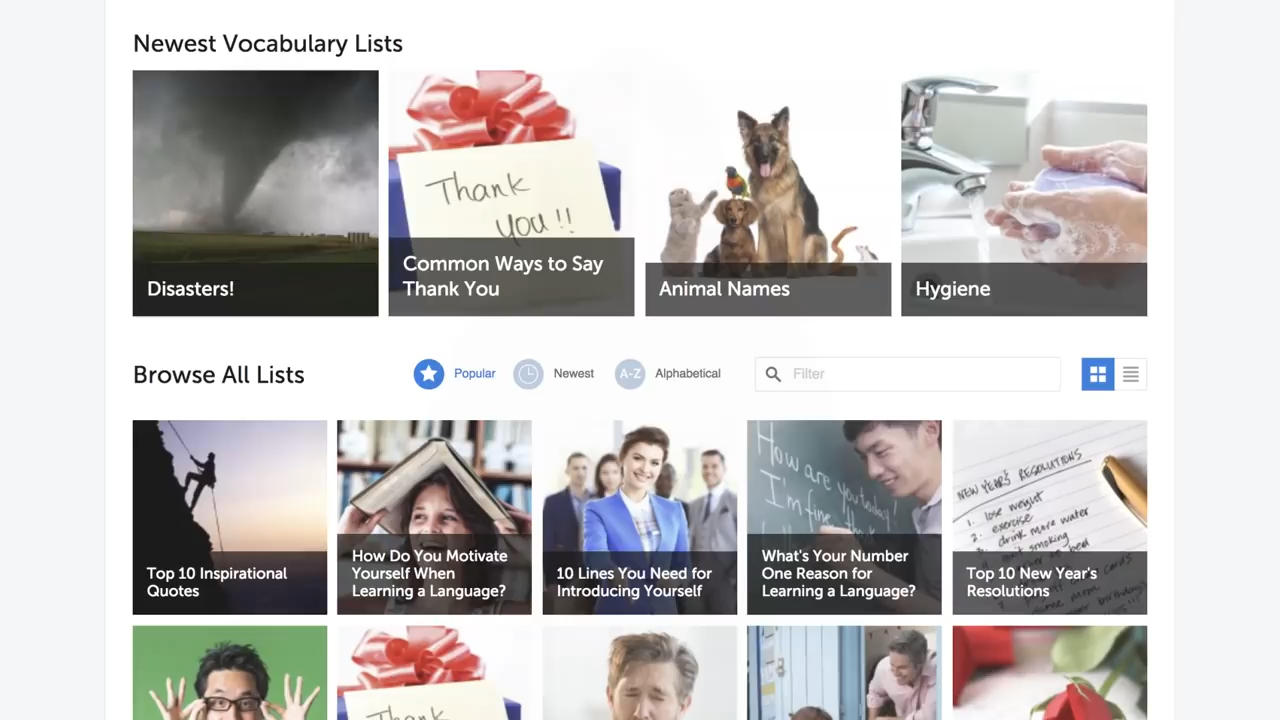 Newest Vocabulary Lists
Thank
you!!
Disasters!
Common Ways to Say
Thank You
Animal Names
Hygiene
Browse All Lists
Popular
Newest
A-Z
Alphabetical
Filter
How are you today?
I'm fine, thank
NEW YEAR'S RESOLUTIONS
1. lose weight
exercise
drink more water
smoking
Top 10 Inspirational
Quotes
How Do You Motivate
Yourself When
Learning a Language?
10 Lines You Need for
Introducing Yourself
What's Your Number
One Reason for
Learning a Language?
Top 10 New Year's
Resolutions
Thank